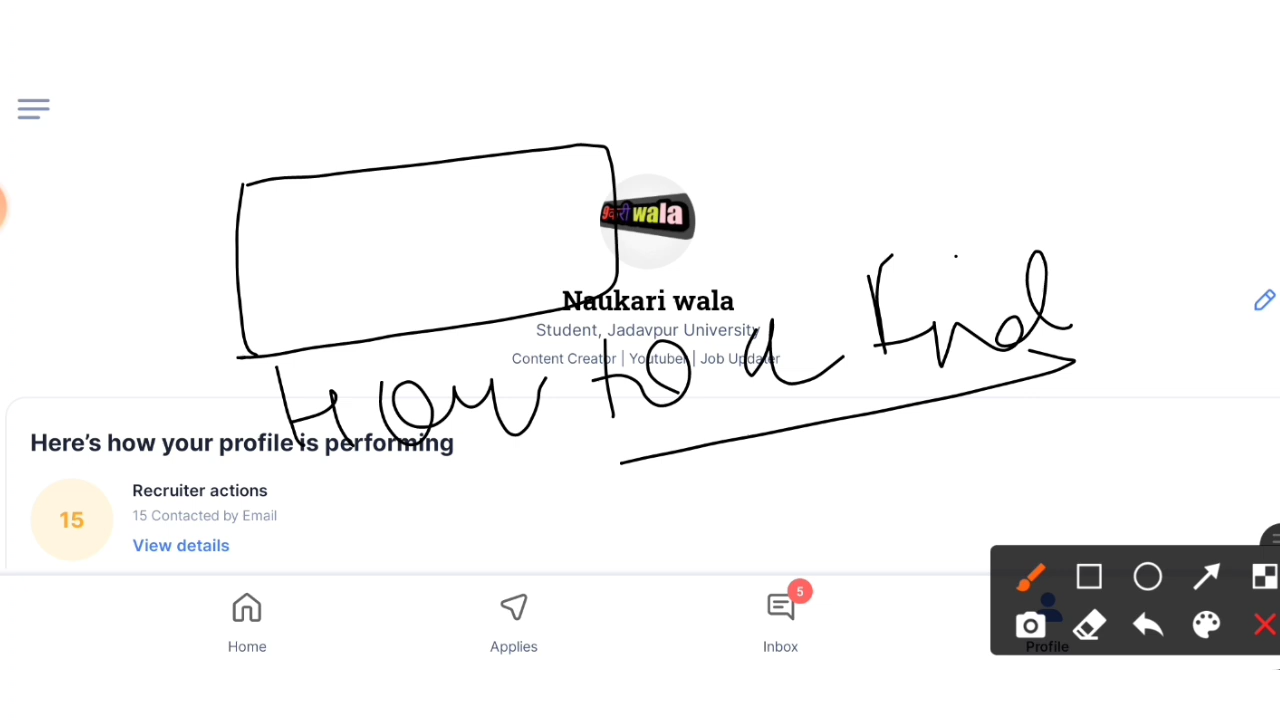 wala
Naukari wala
Student, Jadavpur University
Content Creator | Youtuber | Job Updater
How to a Find
Here's how your profile is performing
15
Recruiter actions
15 Contacted by Email
View details
5
Home
Applies
Inbox
Profile